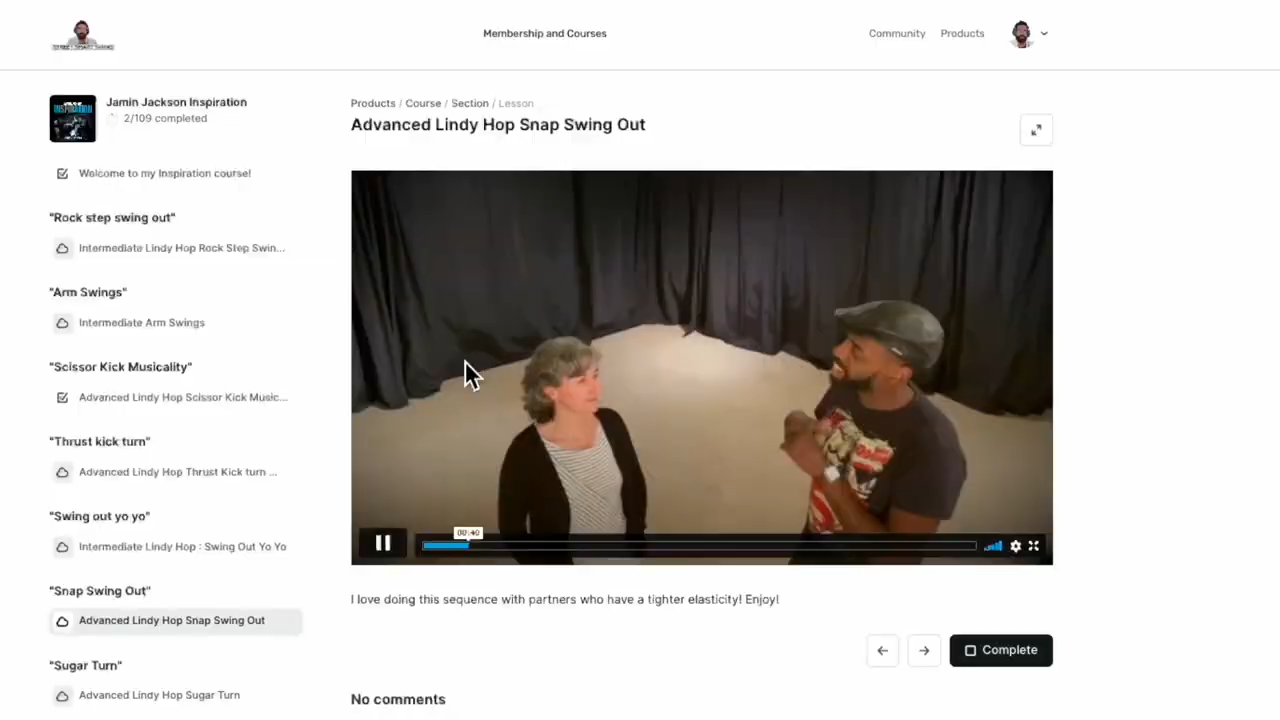 Membership and Courses
Community
Products
Jamin Jackson Inspiration
2/109 completed
Welcome to my Inspiration course!
"Rock step swing out"
Intermediate Lindy Hop Rock Step Swin...
"Arm Swings"
Intermediate Arm Swings
"Scissor Kick Musicality"
Advanced Lindy Hop Scissor Kick Music...
"Thrust kick turn"
Advanced Lindy Hop Thrust Kick turn ...
"Swing out yo yo"
Intermediate Lindy Hop : Swing Out Yo Yo
"Snap Swing Out"
Advanced Lindy Hop Snap Swing Out
"Sugar Turn"
Advanced Lindy Hop Sugar Turn
Products / Course / Section / Lesson
Advanced Lindy Hop Snap Swing Out
00:40
I love doing this sequence with partners who have a tighter elasticity! Enjoy!
Complete
No comments